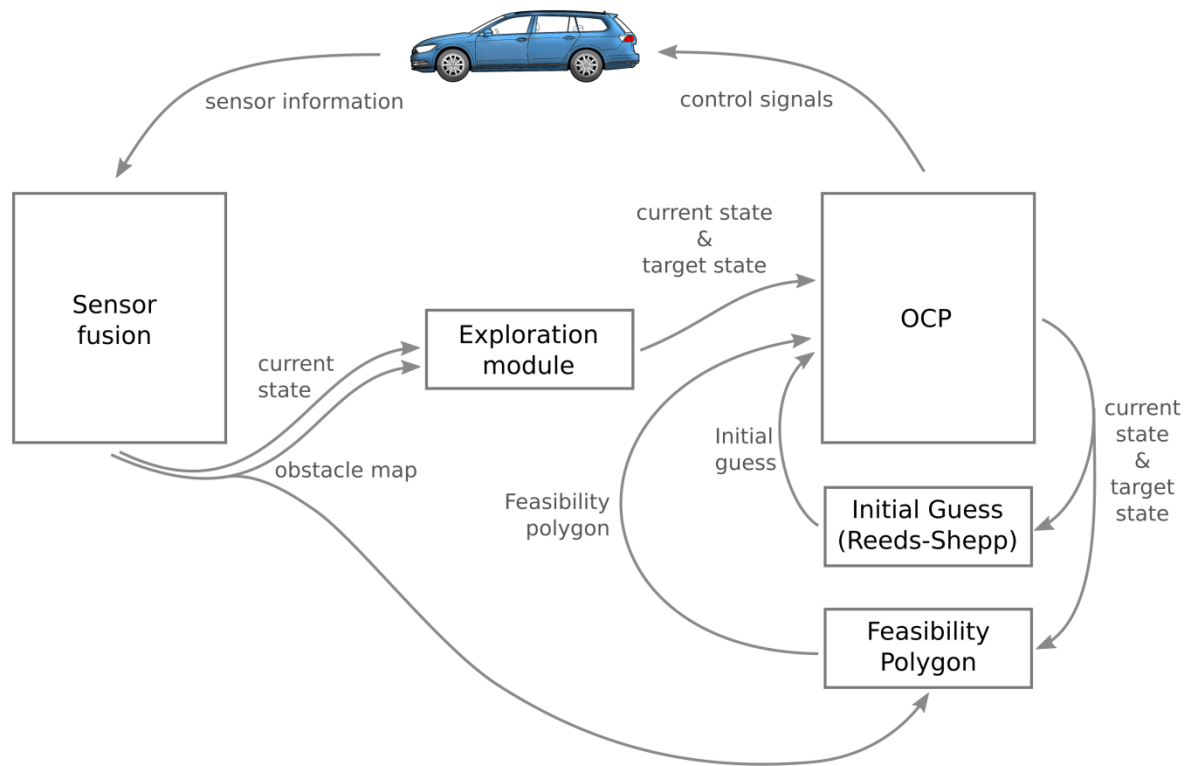 sensor information
control signals
Sensor
fusion
current
state
obstacle map
Exploration
module
current state
&
target state
OCP
Initial
guess
Feasibility
polygon
Initial Guess
(Reeds-Shepp)
Feasibility
Polygon
current
state
&
target
state